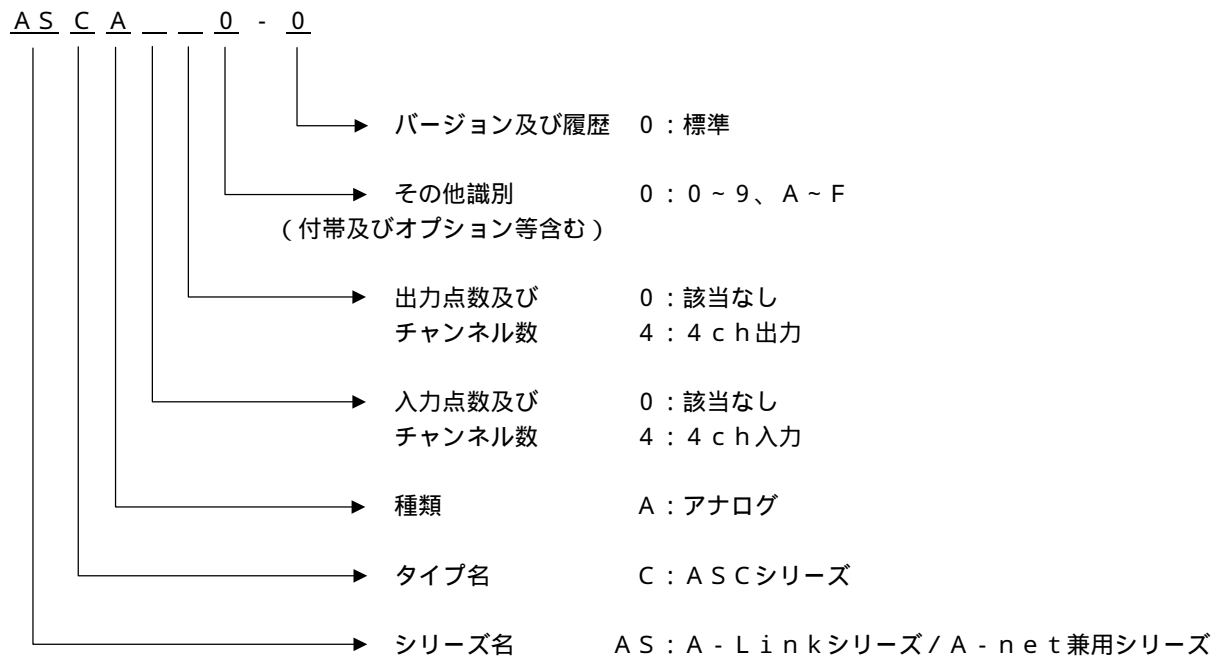 ＡＳ Ｃ Ａ ＿ ＿ ０ - ０
バージョン及び履歴 ０：標準
その他識別 ０：０~９、Ａ~Ｆ
(付帯及びオプション等含む)
出力点数及び ０：該当なし
チャンネル数 ４：４ｃｈ出力
入力点数及び ０：該当なし
チャンネル数 ４：４ｃｈ入力
種類 Ａ：アナログ
タイプ名 Ｃ：ＡＳＣシリーズ
シリーズ名 ＡＳ：Ａ-Ｌｉｎｋシリーズ/Ａ-ｎｅｔ兼用シリーズ